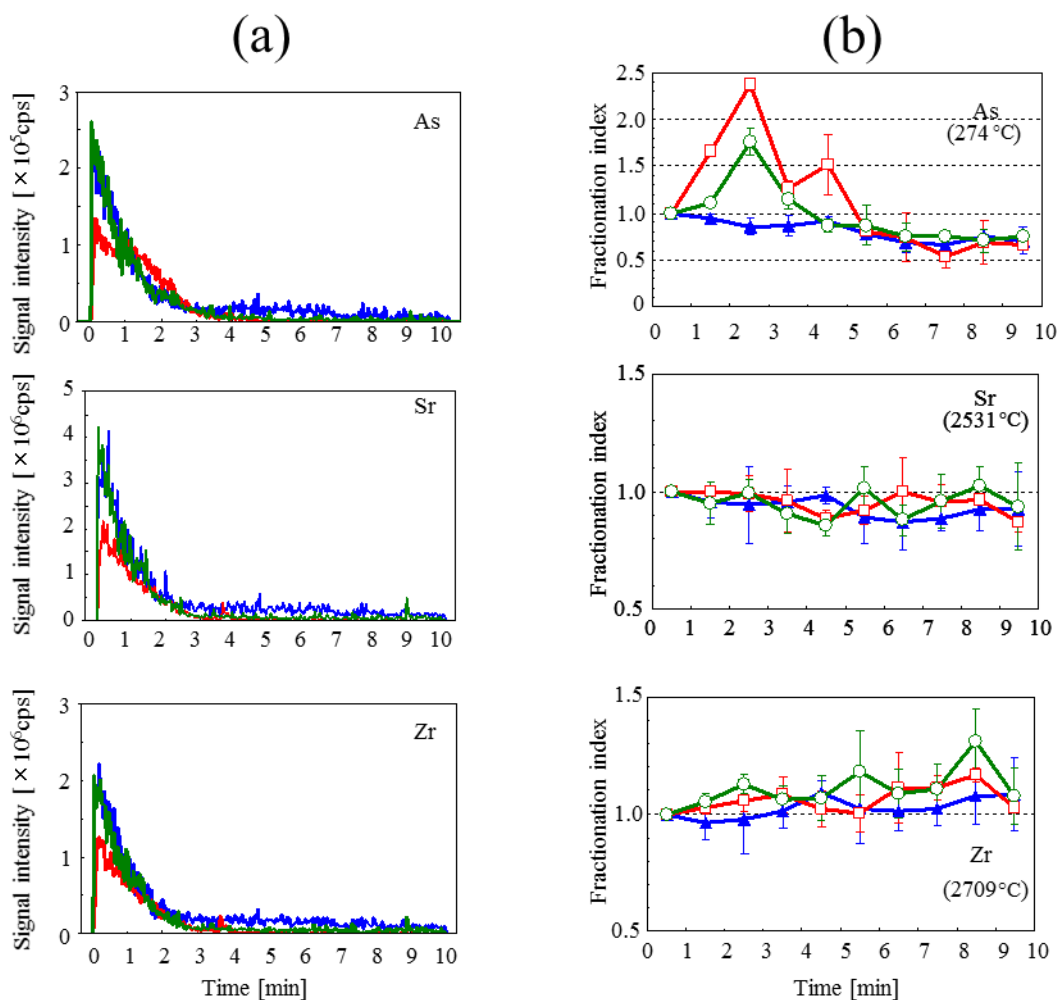 (a)
(b)
Signal intensity [×10⁵cps]
3
2
1
0
As
0 1 2 3 4 5 6 7 8 9 10
Fractionation index
2.5
2.0
1.5
1.0
0.5
0
As
(274℃)
0 1 2 3 4 5 6 7 8 9 10
Signal intensity [×10⁶cps]
5
4
3
2
1
0
Sr
0 1 2 3 4 5 6 7 8 9 10
Fractionation index
1.5
1.0
0.5
Sr
(2531℃)
0 1 2 3 4 5 6 7 8 9 10
Signal intensity [×10⁶cps]
3
2
1
0
Zr
0 1 2 3 4 5 6 7 8 9 10
Time [min]
Fractionation index
1.5
1.0
0.5
Zr
(2709℃)
0 1 2 3 4 5 6 7 8 9 10
Time [min]